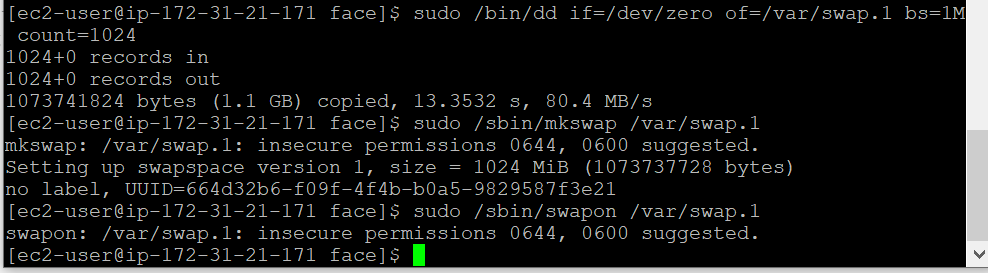 [ec2-user@ip-172-31-21-171 face]$ sudo /bin/dd if=/dev/zero of=/var/swap.1 bs=1M
 count=1024
1024+0 records in
1024+0 records out
1073741824 bytes (1.1 GB) copied, 13.3532 s, 80.4 MB/s
[ec2-user@ip-172-31-21-171 face]$ sudo /sbin/mkswap /var/swap.1
mkswap: /var/swap.1: insecure permissions 0644, 0600 suggested.
Setting up swapspace version 1, size = 1024 MiB (1073737728 bytes)
no label, UUID=664d32b6-f09f-4f4b-b0a5-9829587f3e21
[ec2-user@ip-172-31-21-171 face]$ sudo /sbin/swapon /var/swap.1
swapon: /var/swap.1: insecure permissions 0644, 0600 suggested.
[ec2-user@ip-172-31-21-171 face]$